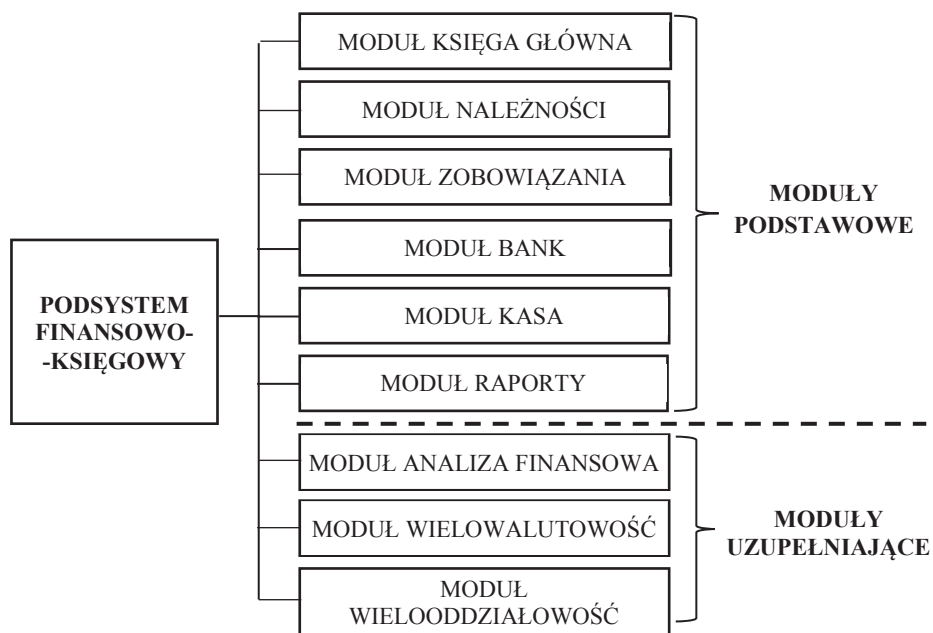 MODUŁ KSIĘGA GŁÓWNA
MODUŁ NALEŻNOŚCI
MODUŁ ZOBOWIĄZANIA
MODUŁ BANK
MODUŁ KASA
MODUŁ RAPORTY
MODUŁY
PODSTAWOWE
PODSYSTEM
FINANSOWO-
-KSIĘGOWY
MODUŁ ANALIZA FINANSOWA
MODUŁ WIELOWALUTOWOŚĆ
MODUŁ
WIELOODDZIAŁOWOŚĆ
MODUŁY
UZUPEŁNIAJĄCE